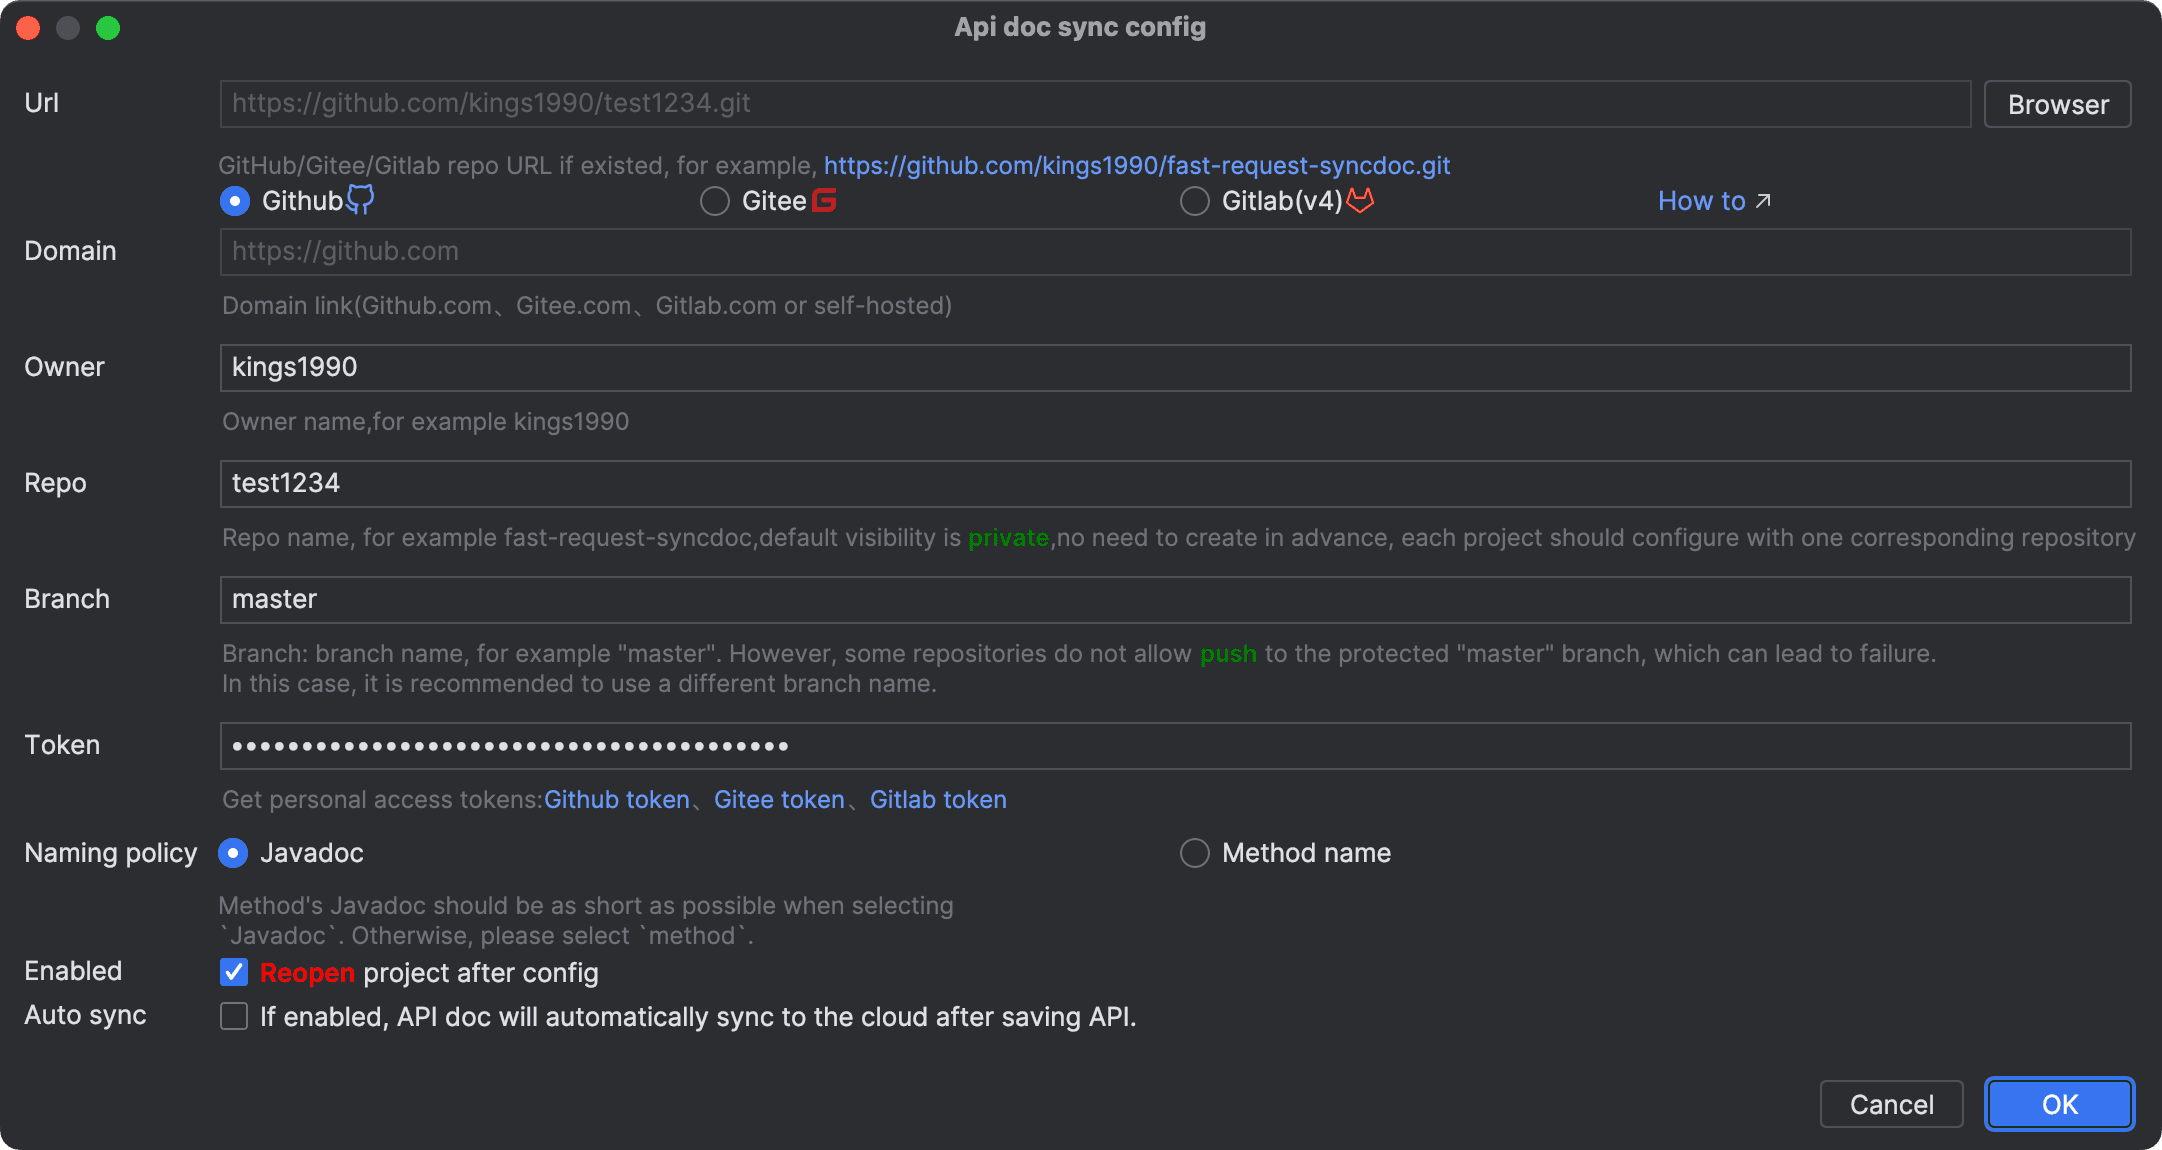 Api doc sync config
Url https://github.com/kings1990/test1234.git Browser
GitHub/Gitee/Gitlab repo URL if existed, for example, https://github.com/kings1990/fast-request-syncdoc.git
Github Gitee Gitlab(v4) How to ↗
Domain https://github.com
Domain link(Github.com、Gitee.com、Gitlab.com or self-hosted)
Owner kings1990
Owner name,for example kings1990
Repo test1234
Repo name, for example fast-request-syncdoc,default visibility is private,no need to create in advance, each project should configure with one corresponding repository
Branch master
Branch: branch name, for example "master". However, some repositories do not allow push to the protected "master" branch, which can lead to failure.
In this case, it is recommended to use a different branch name.
Token ••••••••••••••••••••••••••••••••••••••••
Get personal access tokens:Github token、Gitee token、Gitlab token
Naming policy Javadoc Method name
Method's Javadoc should be as short as possible when selecting
`Javadoc`. Otherwise, please select `method`.
Enabled Reopen project after config
Auto sync If enabled, API doc will automatically sync to the cloud after saving API.
Cancel OK